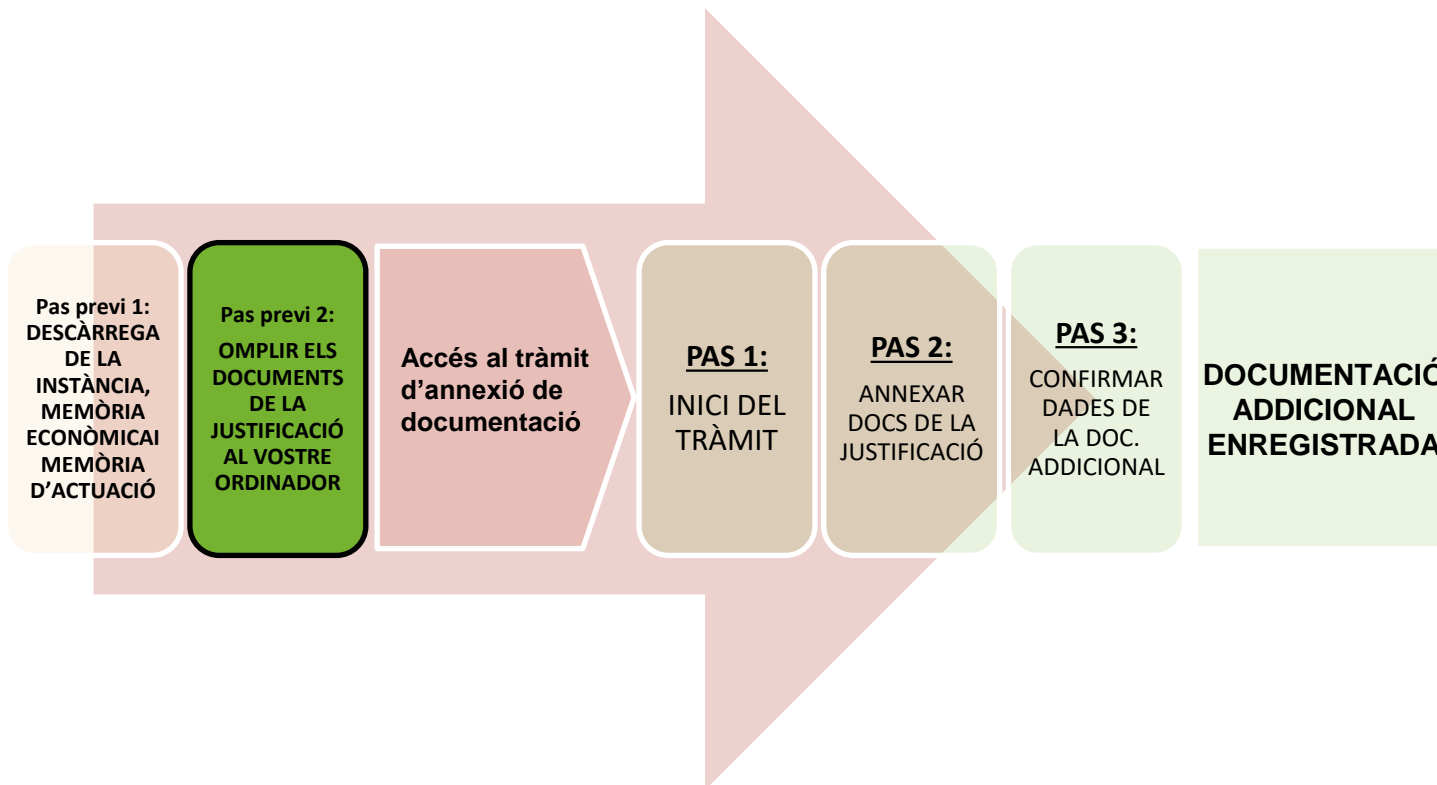 Pas previ 1:
DESCÀRREGA
DE LA
INSTÀNCIA,
MEMÒRIA
ECONÒMICAI
MEMÒRIA
D’ACTUACIÓ
Pas previ 2:
OMPLIR ELS
DOCUMENTS
DE LA
JUSTIFICACIÓ
AL VOSTRE
ORDINADOR
Accés al tràmit
d’annexió de
documentació
PAS 1:
INICI DEL
TRÀMIT
PAS 2:
ANNEXAR
DOCS DE LA
JUSTIFICACIÓ
PAS 3:
CONFIRMAR
DADES DE
LA DOC.
ADDICIONAL
DOCUMENTACIÓ
ADDICIONAL
ENREGISTRADA